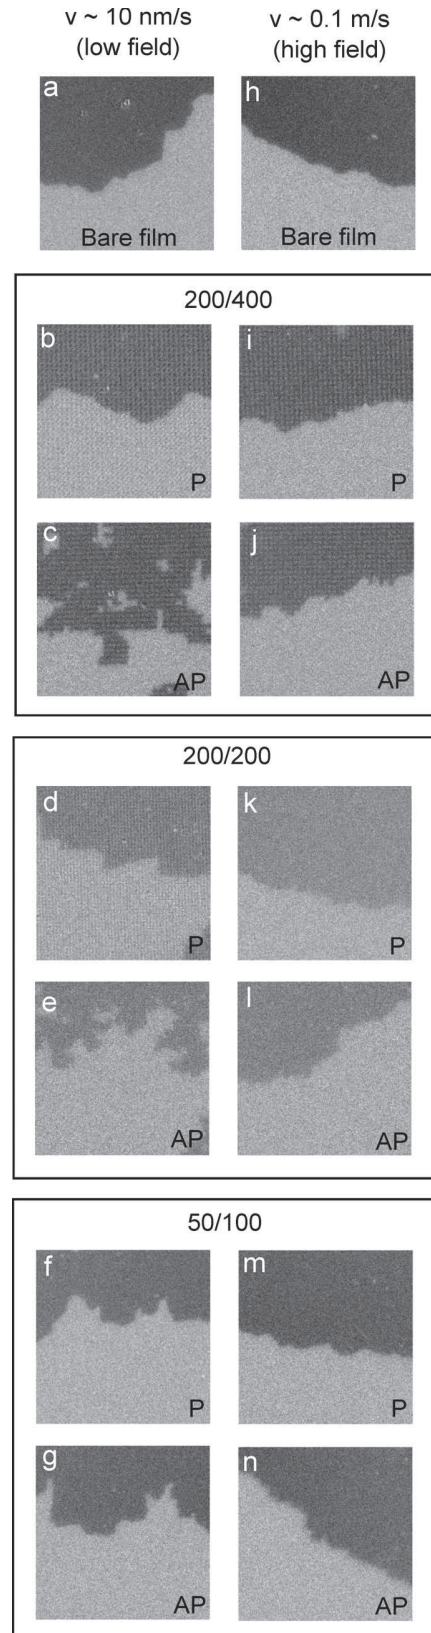 v ~ 10 nm/s
(low field)
v ~ 0.1 m/s
(high field)
a
Bare film
h
Bare film
200/400
b
P
i
P
c
AP
j
AP
200/200
d
P
k
P
e
AP
l
AP
50/100
f
P
m
P
g
AP
n
AP